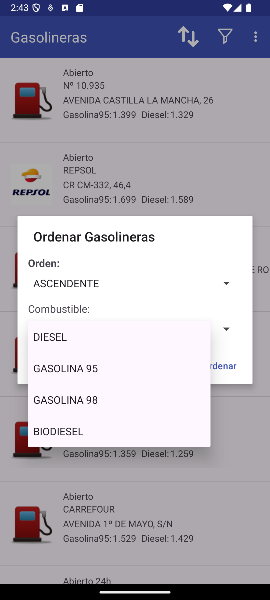 2:43
Gasolineras
Abierto
Nº 10.935
AVENIDA CASTILLA LA MANCHA, 26
Gasolina95:1.399 Diesel:1.329
Abierto
REPSOL
REPSOL
CR CM-332, 46,4
Gasolina95:1.699 Diesel:1.589
Ordenar Gasolineras
Orden:
ASCENDENTE
E RO
Combustible:
DIESEL
GASOLINA 95
rdenar
GASOLINA 98
BIODIESEL
Gasolina95:1.359 Diesel:1.259
Abierto
CARREFOUR
AVENIDA 1º DE MAYO, S/N
Gasolina95:1.529 Diesel:1.429
Abierto 24h